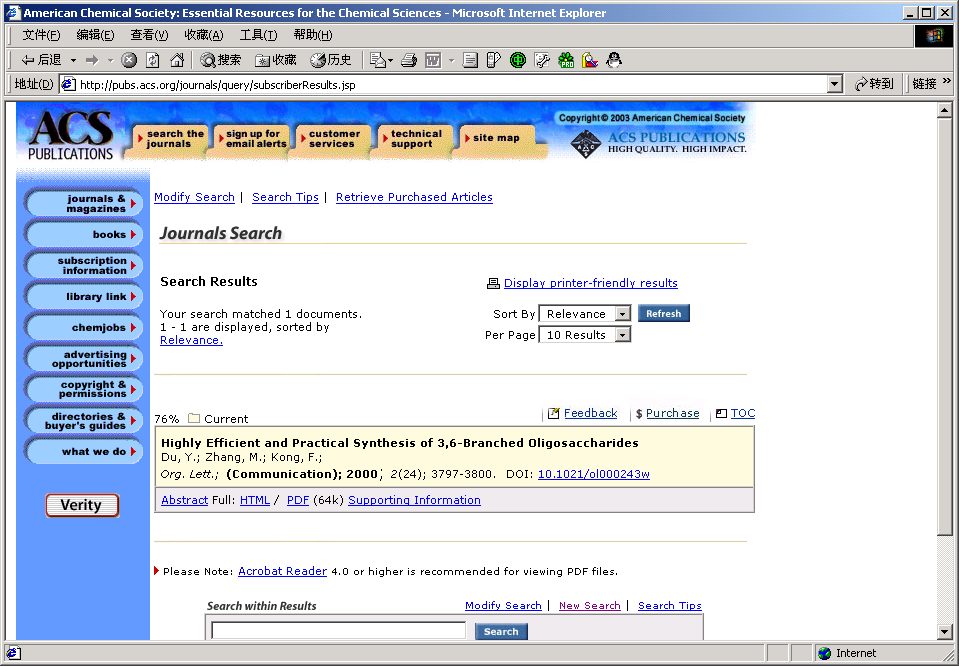 American Chemical Society: Essential Resources for the Chemical Sciences - Microsoft Internet Explorer
文件(F) 编辑(E) 查看(V) 收藏(A) 工具(T) 帮助(H)
后退 搜索 收藏 历史
地址(D) http://pubs.acs.org/journals/query/subscriberResults.jsp 转到 链接 »
ACS PUBLICATIONS
search the journals
sign up for email alerts
customer services
technical support
site map
Copyright © 2003 American Chemical Society
ACS PUBLICATIONS
HIGH QUALITY. HIGH IMPACT.
journals & magazines
books
subscription information
library link
chemjobs
advertising opportunities
copyright & permissions
directories & buyer's guides
what we do
Verity
Modify Search | Search Tips | Retrieve Purchased Articles
Journals Search
Search Results
Display printer-friendly results
Your search matched 1 documents.
1 - 1 are displayed, sorted by
Relevance.
Sort By Relevance Refresh
Per Page 10 Results
76% Current
Feedback | $ Purchase | TOC
Highly Efficient and Practical Synthesis of 3,6-Branched Oligosaccharides
Du, Y.; Zhang, M.; Kong, F.;
Org. Lett.; (Communication); 2000; 2(24); 3797-3800. DOI: 10.1021/ol000243w
Abstract Full: HTML / PDF (64k) Supporting Information
Please Note: Acrobat Reader 4.0 or higher is recommended for viewing PDF files.
Search within Results
Modify Search | New Search | Search Tips
Search
Internet